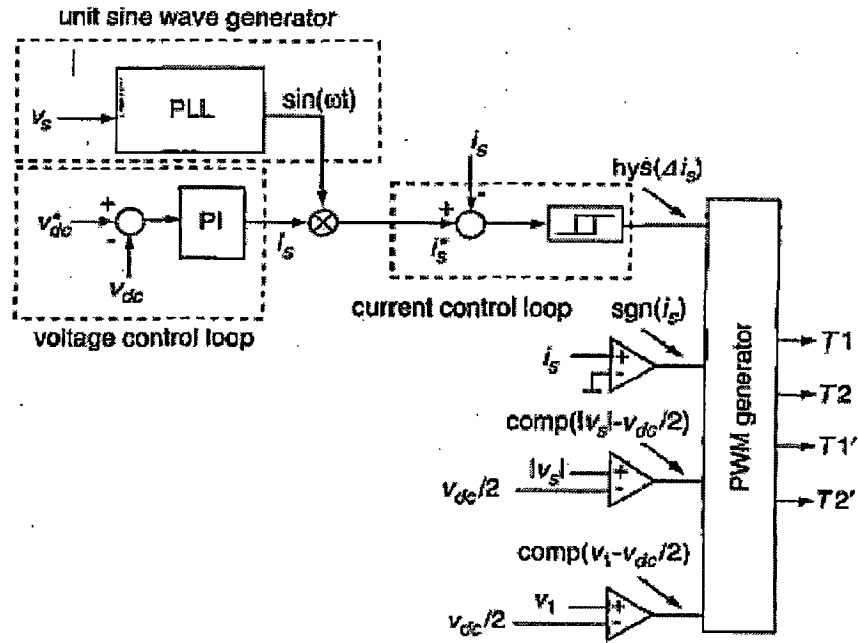 unit sine wave generator
v_s
PLL
sin(ωt)
i_s
hys(Δi_s)
v*_dc
+
-
PI
i_s
+
-
i*_s
v_dc
voltage control loop
current control loop
sgn(i_s)
i_s
+
-
comp(|v_s|-v_dc/2)
|v_s|
+
v_dc/2
-
comp(v_1-v_dc/2)
v_1
+
v_dc/2
-
PWM generator
T1
T2
T1′
T2′